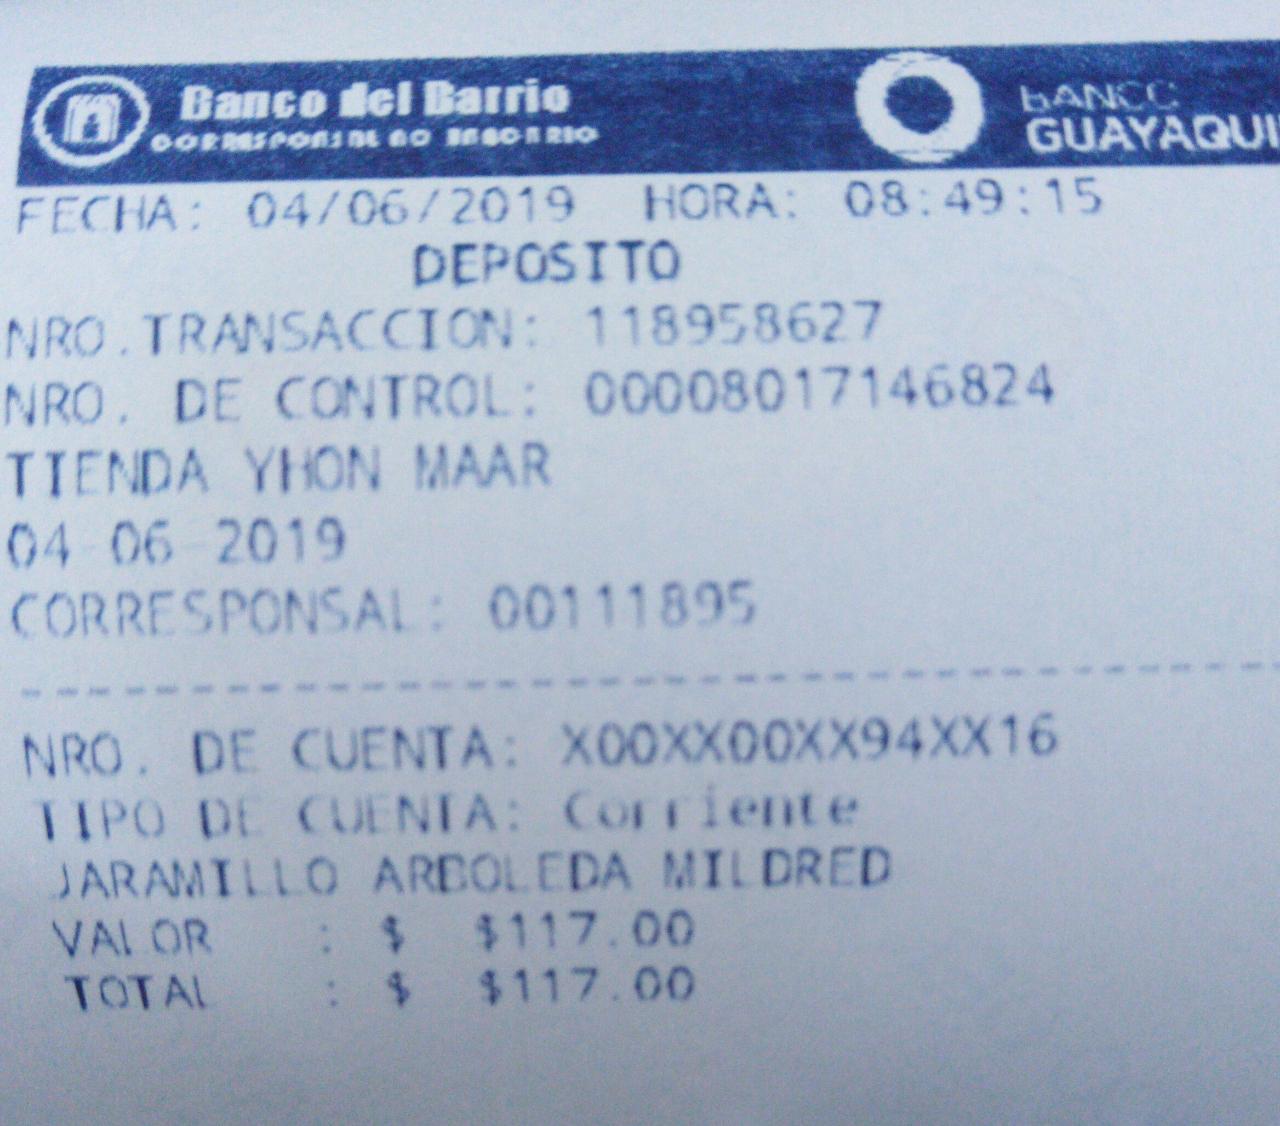 Banco del Barrio
CORRESPONSAL NO BANCARIO
BANCO
GUAYAQUI
FECHA: 04/06/2019 HORA: 08:49:15
DEPOSITO
NRO.TRANSACCION: 118958627
NRO. DE CONTROL: 00008017146824
TIENDA YHON MAAR
04-06-2019
CORRESPONSAL: 00111895
NRO. DE CUENTA: X00XX00XX94XX16
TIPO DE CUENTA: Corriente
JARAMILLO ARBOLEDA MILDRED
VALOR : $ $117.00
TOTAL : $ $117.00